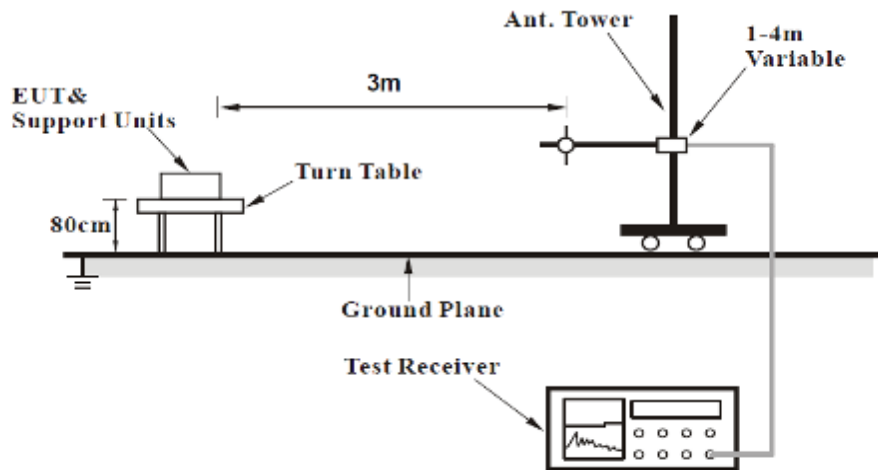 Ant. Tower
1-4m
Variable
3m
EUT&
Support Units
Turn Table
80cm
Ground Plane
Test Receiver